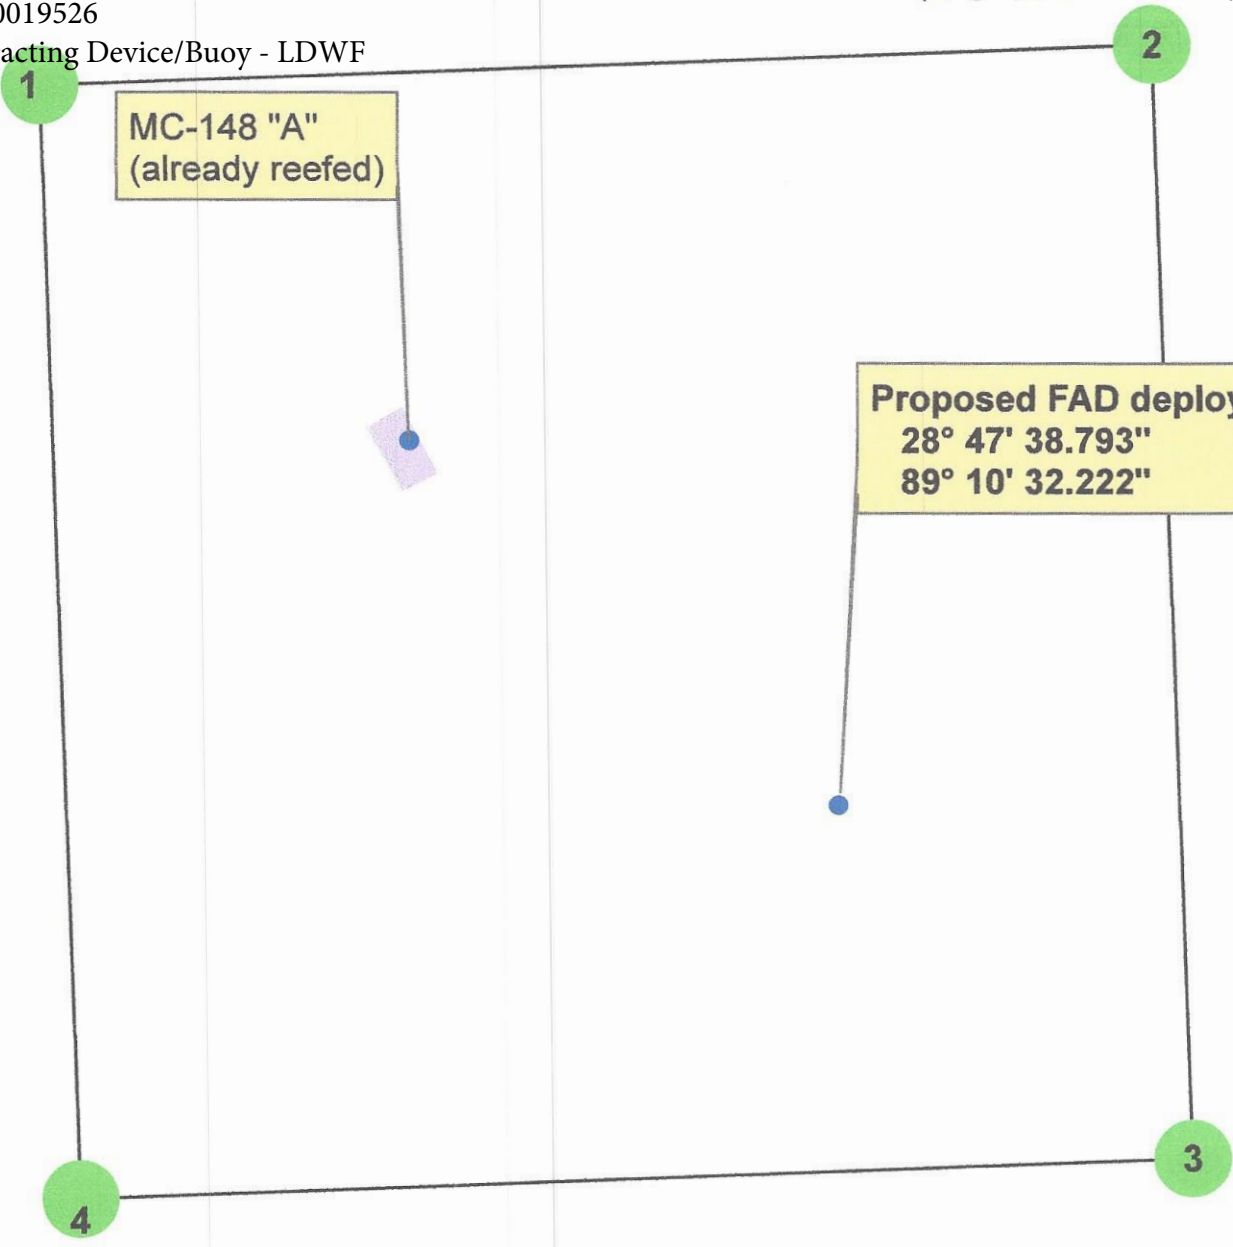 0019526
acting Device/Buoy - LDWF
1
2
MC-148 "A"
(already reefed)
Proposed FAD deploy
28° 47' 38.793"
89° 10' 32.222"
3
4